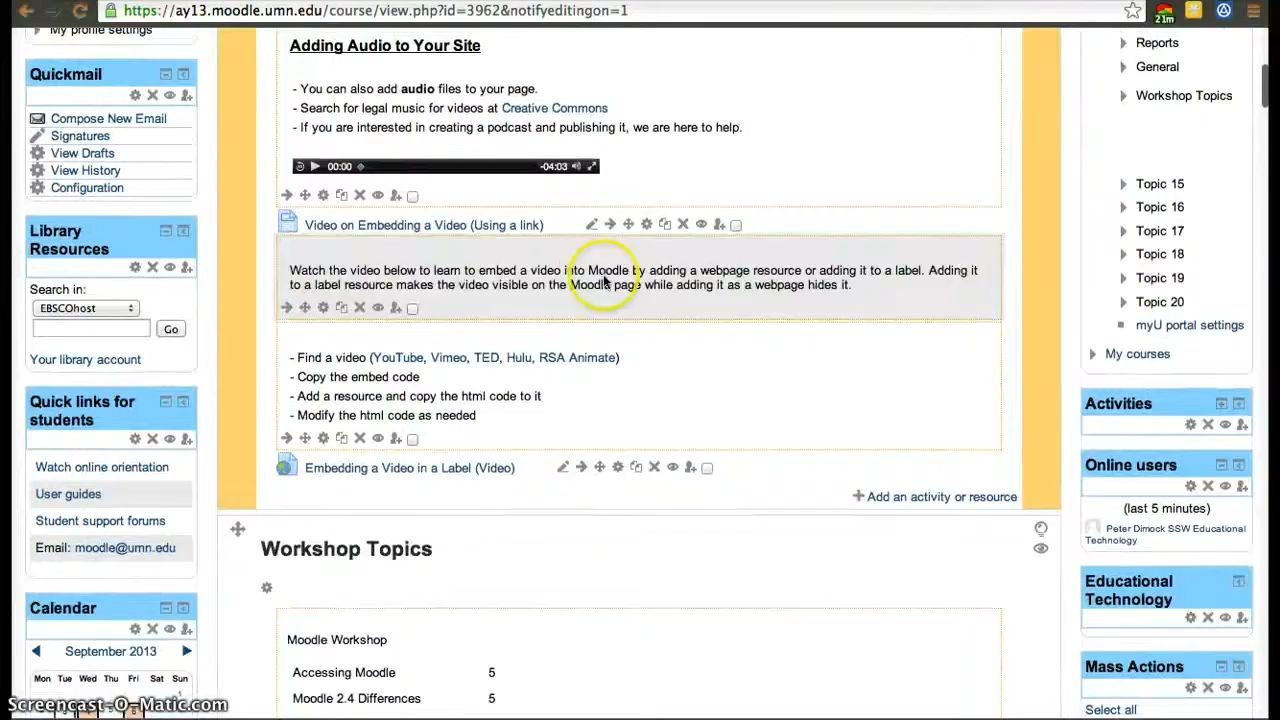 https://ay13.moodle.umn.edu/course/view.php?id=3962&notifyeditingon=1
21m
My profile settings
Quickmail
Compose New Email
Signatures
View Drafts
View History
Configuration
Library
Resources
Search in:
EBSCOhost
Go
Your library account
Quick links for
students
Watch online orientation
User guides
Student support forums
Email: moodle@umn.edu
Calendar
September 2013
Mon Tue Wed Thu Fri Sat Sun
1
Adding Audio to Your Site
- You can also add audio files to your page.
- Search for legal music for videos at Creative Commons
- If you are interested in creating a podcast and publishing it, we are here to help.
00:00 -04:03
Video on Embedding a Video (Using a link)
Watch the video below to learn to embed a video into Moodle by adding a webpage resource or adding it to a label. Adding it
to a label resource makes the video visible on the Moodle page while adding it as a webpage hides it.
- Find a video (YouTube, Vimeo, TED, Hulu, RSA Animate)
- Copy the embed code
- Add a resource and copy the html code to it
- Modify the html code as needed
Embedding a Video in a Label (Video)
Add an activity or resource
Workshop Topics
Moodle Workshop
Accessing Moodle 5
Moodle 2.4 Differences 5
Reports
General
Workshop Topics
Topic 15
Topic 16
Topic 17
Topic 18
Topic 19
Topic 20
myU portal settings
My courses
Activities
Online users
(last 5 minutes)
Peter Dimock SSW Educational
Technology
Educational
Technology
Mass Actions
Select all
Screencast-O-Matic.com